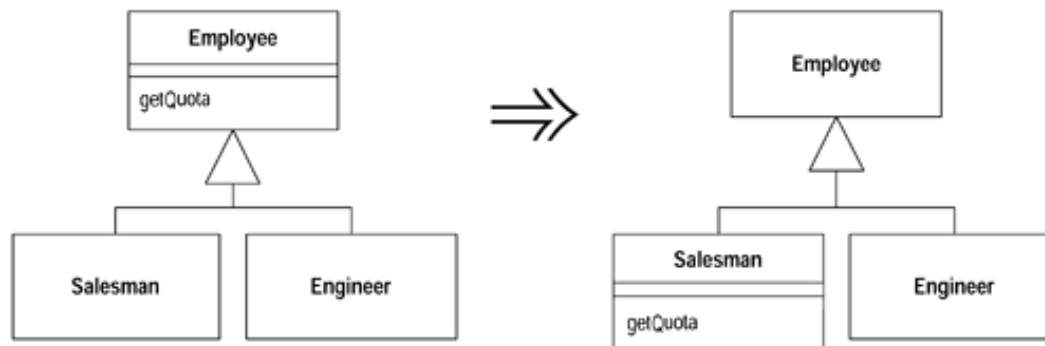 Employee
getQuota
Salesman
Engineer
Employee
Salesman
getQuota
Engineer